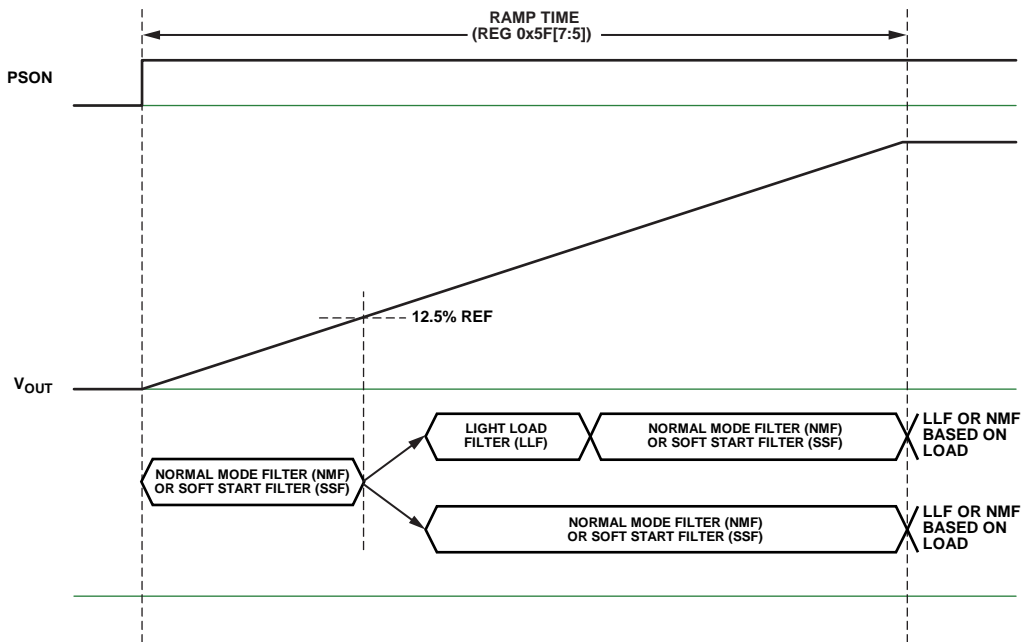 RAMP TIME
(REG 0x5F[7:5])
PSON
12.5% REF
VOUT
LIGHT LOAD
FILTER (LLF)
NORMAL MODE FILTER (NMF)
OR SOFT START FILTER (SSF)
LLF OR NMF
BASED ON
LOAD
NORMAL MODE FILTER (NMF)
OR SOFT START FILTER (SSF)
NORMAL MODE FILTER (NMF)
OR SOFT START FILTER (SSF)
LLF OR NMF
BASED ON
LOAD